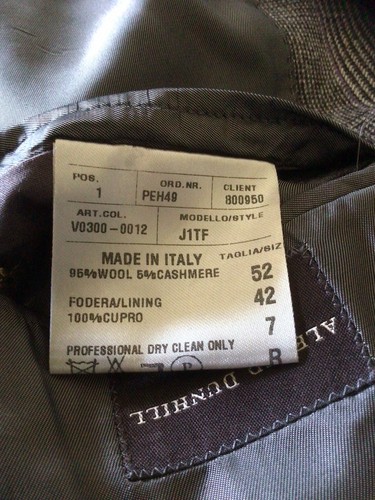 POS. ORD.NR. CLIENT
1 PEH49 800950
ART.COL. MODELLO/STYLE
V0300-0012 J1TF
TAGLIA/SIZ
MADE IN ITALY
95%WOOL 5%CASHMERE 52
FODERA/LINING 42
100%CUPRO
7
PROFESSIONAL DRY CLEAN ONLY
R
P
DUNHILL